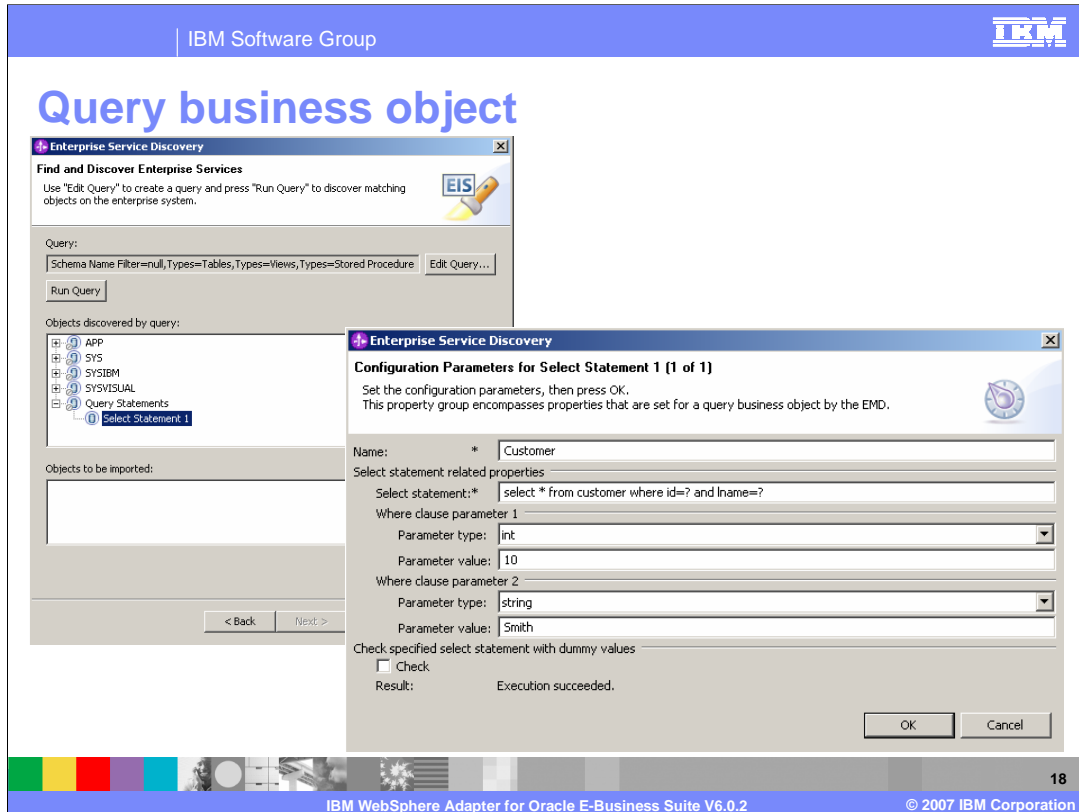 IBM Software Group
IBM
Query business object
Enterprise Service Discovery
Find and Discover Enterprise Services
Use "Edit Query" to create a query and press "Run Query" to discover matching
objects on the enterprise system.
EIS
Query:
Schema Name Filter=null,Types=Tables,Types=Views,Types=Stored Procedure
Edit Query...
Run Query
Objects discovered by query:
APP
SYS
SYSIBM
SYSVISUAL
Query Statements
Select Statement 1
Objects to be imported:
< Back
Next >
Enterprise Service Discovery
Configuration Parameters for Select Statement 1 (1 of 1)
Set the configuration parameters, then press OK.
This property group encompasses properties that are set for a query business object by the EMD.
Name: * Customer
Select statement related properties
Select statement:* select * from customer where id=? and lname=?
Where clause parameter 1
Parameter type: int
Parameter value: 10
Where clause parameter 2
Parameter type: string
Parameter value: Smith
Check specified select statement with dummy values
Check
Result: Execution succeeded.
OK
Cancel
18
IBM WebSphere Adapter for Oracle E-Business Suite V6.0.2
© 2007 IBM Corporation